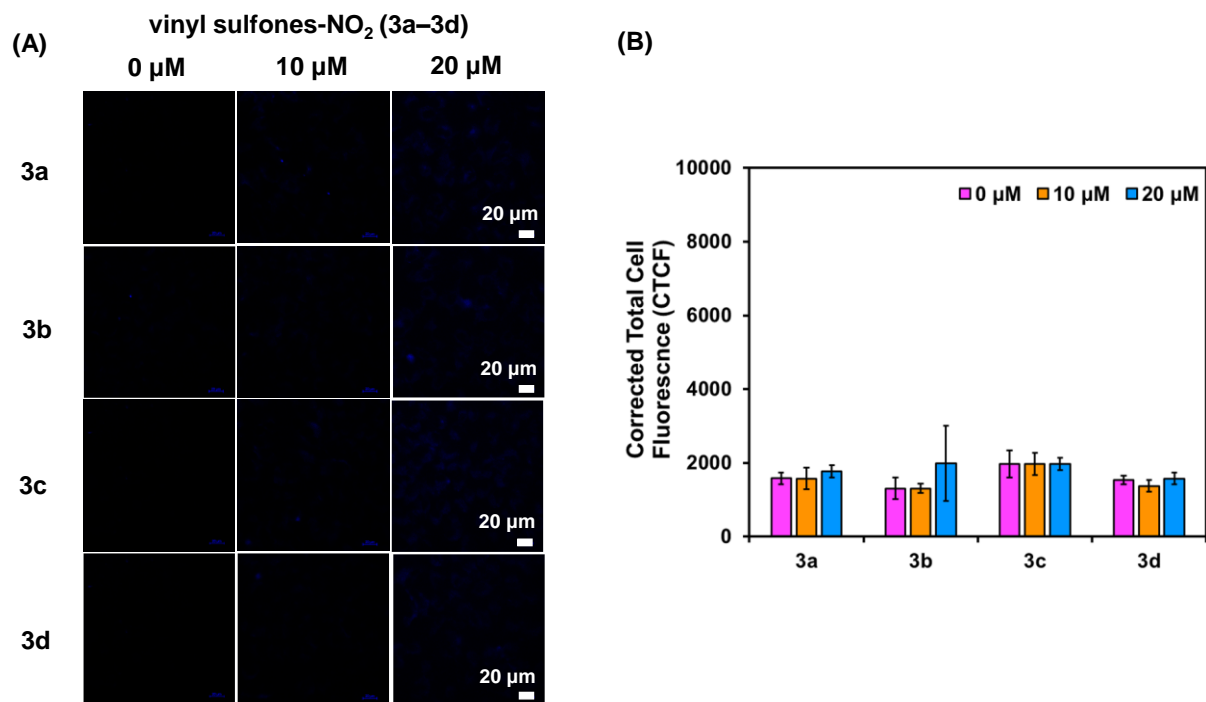 (A)
vinyl sulfones-NO₂ (3a–3d)
0 µM 10 µM 20 µM
3a
20 µm
3b
20 µm
3c
20 µm
3d
20 µm
(B)
Corrected Total Cell
Fluorescnce (CTCF)
10000
8000
6000
4000
2000
0
0 µM 10 µM 20 µM
3a 3b 3c 3d